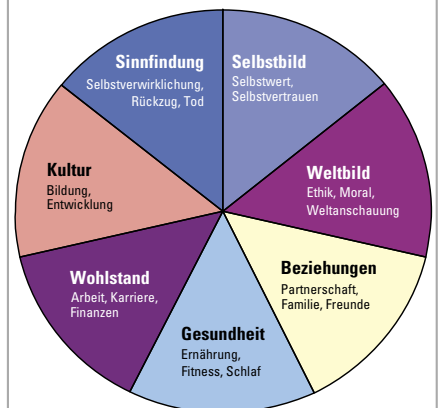 Sinnfindung
Selbstverwirklichung,
Rückzug, Tod
Selbstbild
Selbstwert,
Selbstvertrauen
Weltbild
Ethik, Moral,
Weltanschauung
Beziehungen
Partnerschaft,
Familie, Freunde
Gesundheit
Ernährung,
Fitness, Schlaf
Wohlstand
Arbeit, Karriere,
Finanzen
Kultur
Bildung,
Entwicklung